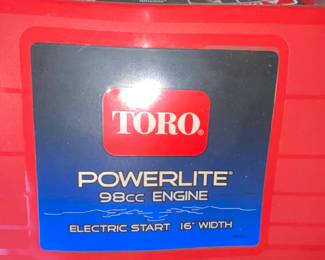 TORO®
POWERLITE®
98cc ENGINE
ELECTRIC START 16" WIDTH